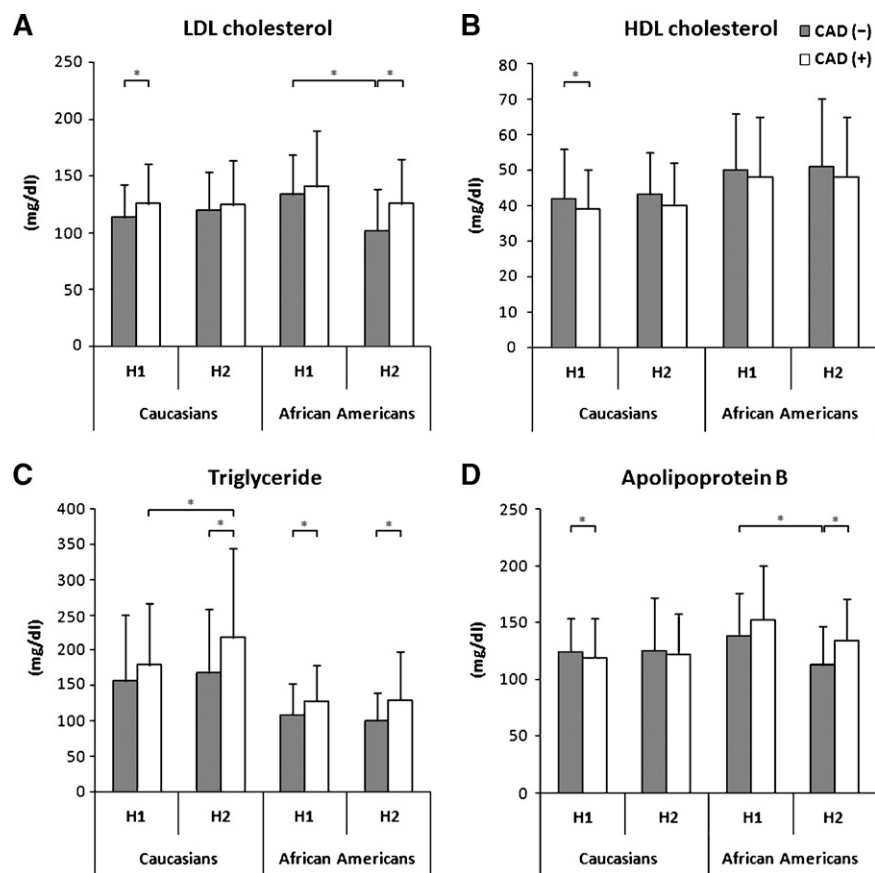 A
LDL cholesterol
250
200
150
100
50
0
(mg/dl)
*
*
*
H1
H2
H1
H2
Caucasians
African Americans
B
HDL cholesterol
CAD (−)
CAD (+)
80
70
60
50
40
30
20
10
0
(mg/dl)
*
H1
H2
H1
H2
Caucasians
African Americans
C
Triglyceride
400
350
300
250
200
150
100
50
0
(mg/dl)
*
*
*
*
H1
H2
H1
H2
Caucasians
African Americans
D
Apolipoprotein B
250
200
150
100
50
0
(mg/dl)
*
*
*
H1
H2
H1
H2
Caucasians
African Americans